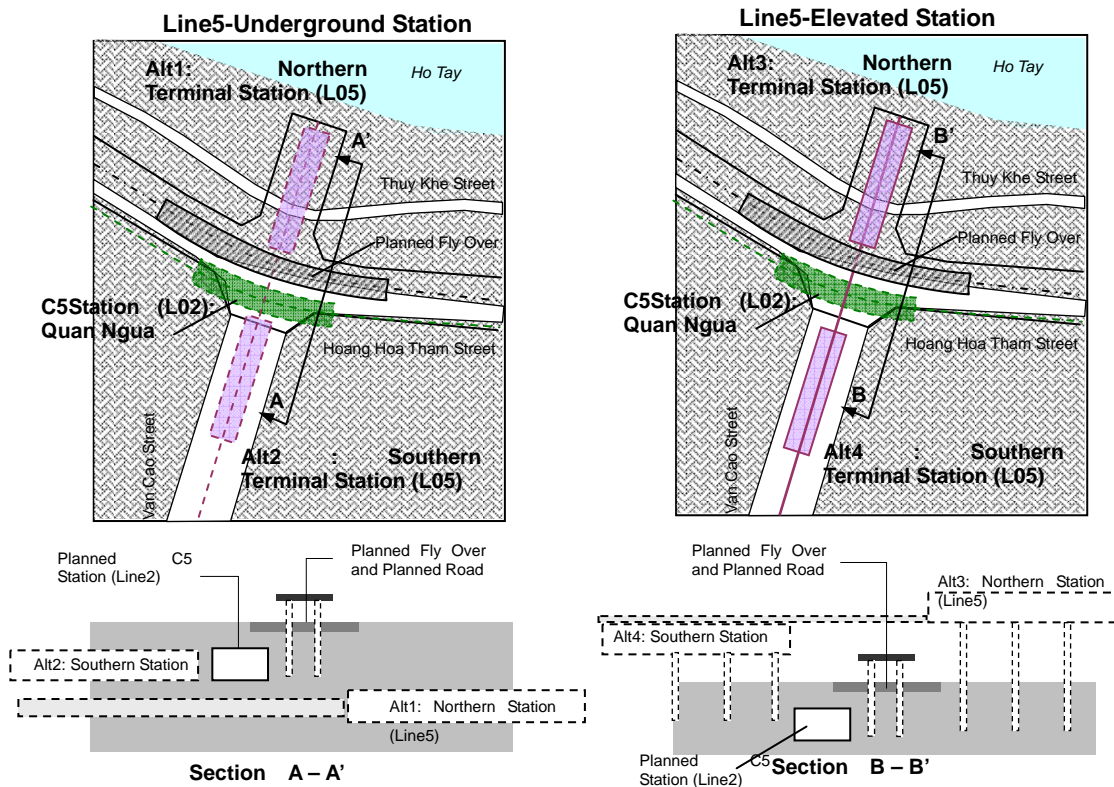 Line5-Underground Station
Alt1: Northern
Terminal Station (L05)
Ho Tay
A'
Thuy Khe Street
Planned Fly Over
C5Station (L02):
Quan Ngua
Hoang Hoa Tham Street
A
Van Cao Street
Alt2 : Southern
Terminal Station (L05)
Planned C5
Station (Line2)
Planned Fly Over
and Planned Road
Alt2: Southern Station
Alt1: Northern Station
(Line5)
Section A – A'
Line5-Elevated Station
Alt3: Northern
Terminal Station (L05)
Ho Tay
B'
Thuy Khe Street
Planned Fly Over
C5Station (L02):
Quan Ngua
Hoang Hoa Tham Street
B
Van Cao Street
Alt4 : Southern
Terminal Station (L05)
Planned Fly Over
and Planned Road
Alt3: Northern Station
(Line5)
Alt4: Southern Station
Planned C5
Station (Line2)
Section B – B'